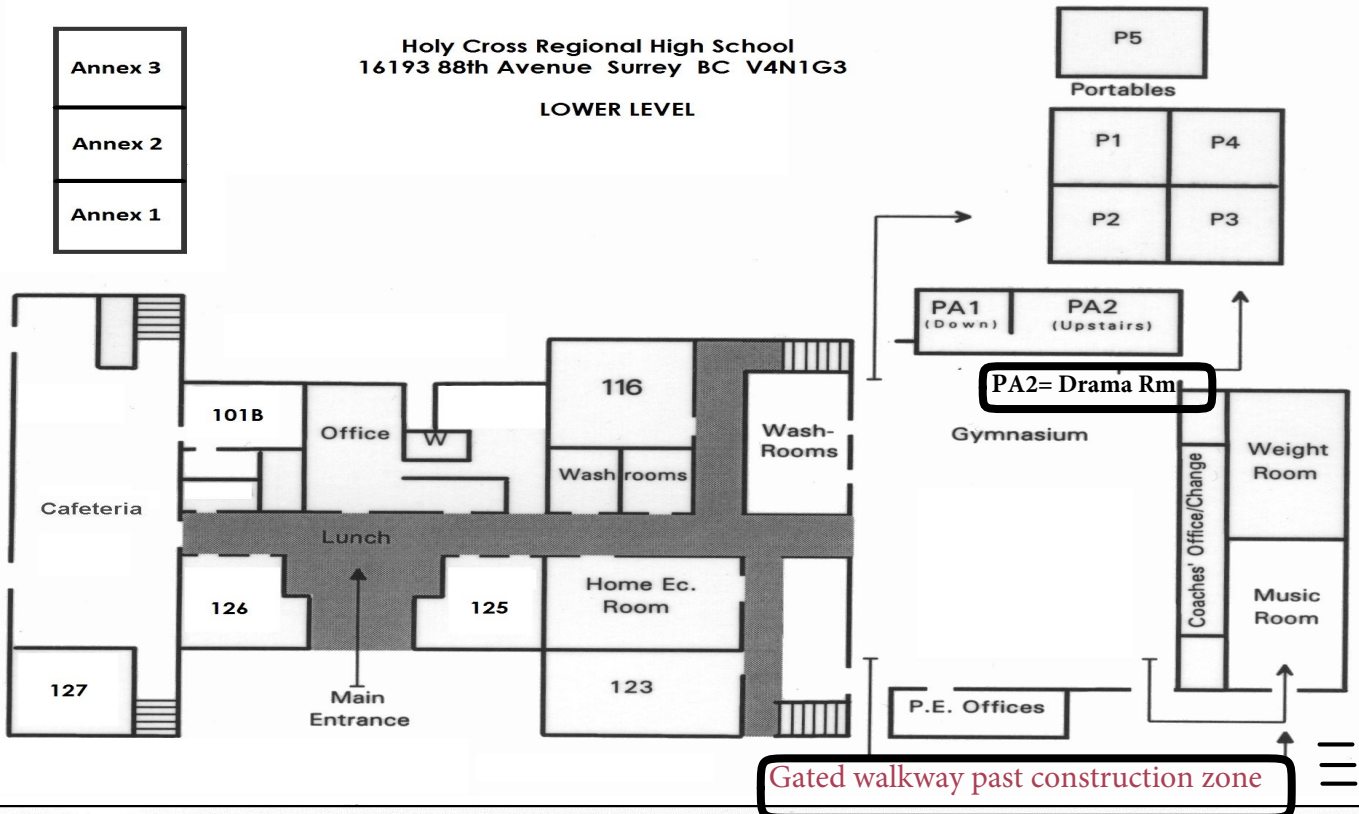 Holy Cross Regional High School
16193 88th Avenue Surrey BC V4N1G3
LOWER LEVEL
Annex 3
Annex 2
Annex 1
P5
Portables
P1
P4
P2
P3
PA1
(Down)
PA2
(Upstairs)
PA2= Drama Rm
Gymnasium
Weight
Room
Coaches' Office/Change
Music
Room
P.E. Offices
116
Wash-
Rooms
Wash rooms
101B
Office
W
Cafeteria
Lunch
126
125
Home Ec.
Room
123
127
Main
Entrance
Gated walkway past construction zone